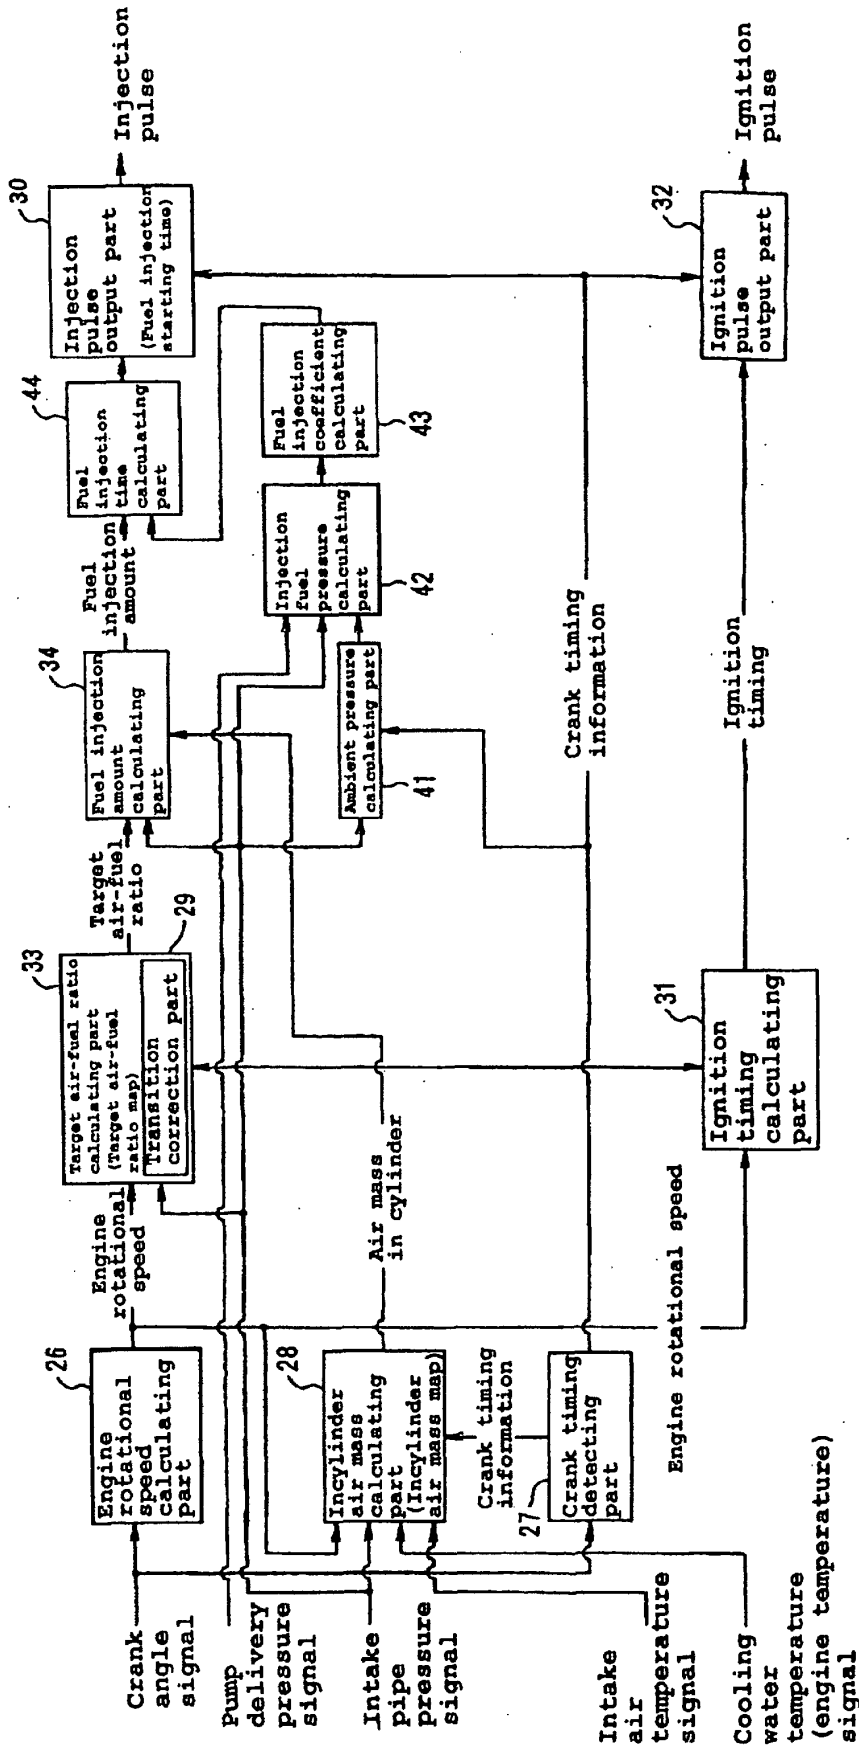 Crank
angle
signal
Pump
delivery
pressure
signal
Intake
pipe
pressure
signal
Intake
air
temperature
signal
Cooling
water
temperature
(engine temperature)
signal
26
Engine
rotational
speed
calculating
part
28
Incylinder
air mass
calculating
part
(Incylinder
air mass map)
Crank timing
information
27
Crank timing
detecting
part
Engine
rotational
speed
Engine rotational speed
Air mass
in cylinder
33
Target air-fuel ratio
calculating part
(Target air-fuel
ratio map)
29
Transition
correction part
31
Ignition
timing
calculating
part
Target
air-fuel
ratio
34
Fuel injection
amount
calculating
part
41
Ambient pressure
calculating part
Crank timing
information
Ignition
timing
Fuel
injection
amount
42
Injection
fuel
pressure
calculating
part
44
Fuel
injection
time
calculating
part
43
Fuel
injection
coefficient
calculating
part
30
Injection
pulse
output part
(Fuel injection
starting time)
32
Ignition
pulse
output part
Injection
pulse
Ignition
pulse